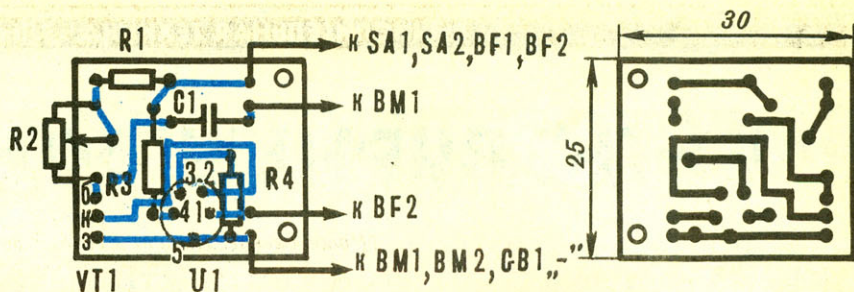 R1
к SA1, SA2, BF1, BF2
30
C1
к BM1
R2
25
R3
3 2
R4
б
к
4 1
к BF2
э
5
к BM1, BM2, GB1 „-”
VT1
U1